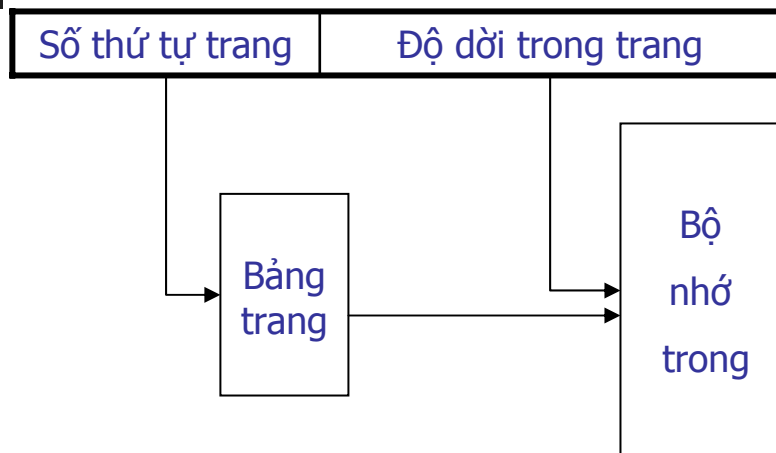 Số thứ tự trang
Độ dời trong trang
Bảng
trang
Bộ
nhớ
trong